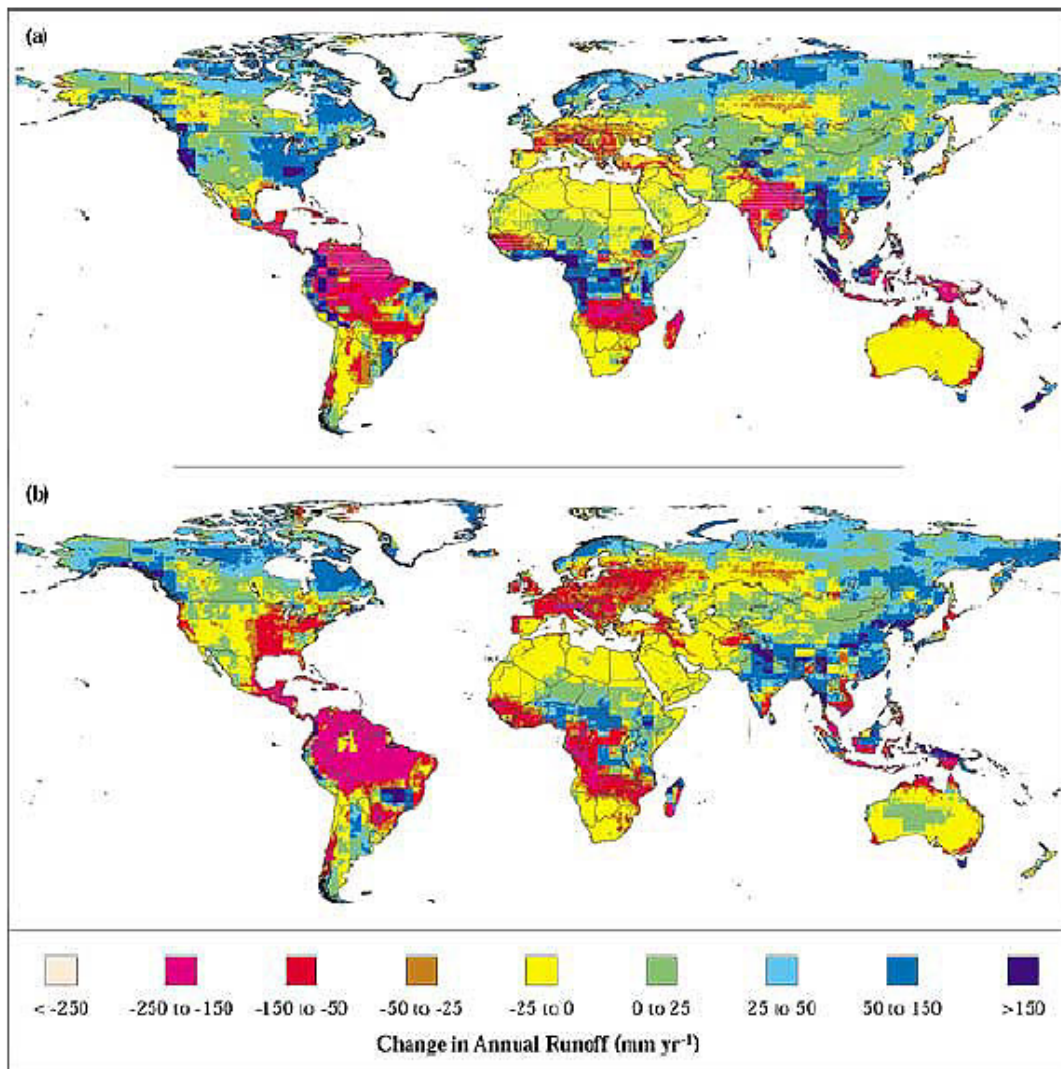 (a)
(b)
< -250
-250 to -150
-150 to -50
-50 to -25
-25 to 0
0 to 25
25 to 50
50 to 150
>150
Change in Annual Runoff (mm yr⁻¹)